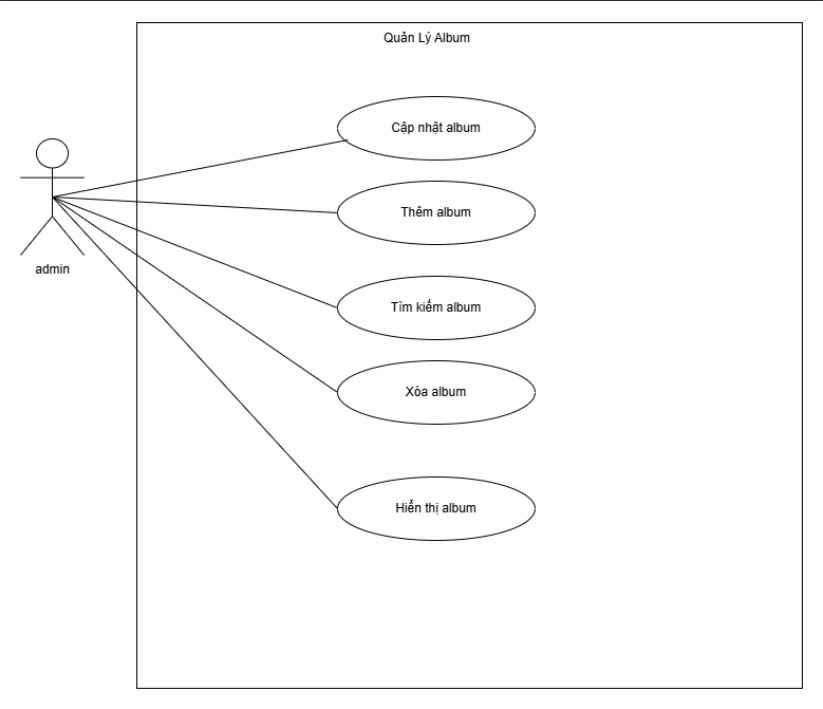 Quản Lý Album
Cập nhật album
Thêm album
Tìm kiếm album
Xóa album
Hiển thị album
admin